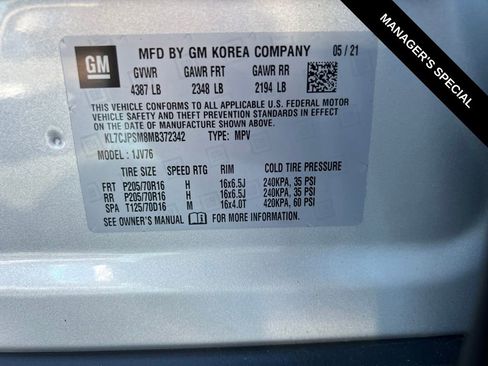 MANAGER'S SPECIAL
GM
MFD BY GM KOREA COMPANY 05/21
GVWR GAWR FRT GAWR RR
4387 LB 2348 LB 2194 LB
THIS VEHICLE CONFORMS TO ALL APPLICABLE U.S. FEDERAL MOTOR
VEHICLE SAFETY, BUMPER, AND THEFT PREVENTION STANDARDS
IN EFFECT ON THE DATE OF MANUFACTURE SHOWN ABOVE.
KL7CJPSM8MB372342 TYPE: MPV
MODEL: 1JV76
TIRE SIZE SPEED RTG RIM COLD TIRE PRESSURE
FRT P205/70R16 H 16x6.5J 240KPA, 35 PSI
RR P205/70R16 H 16x6.5J 240KPA, 35 PSI
SPA T125/70D16 M 16x4.0T 420KPA, 60 PSI
SEE OWNER'S MANUAL FOR MORE INFORMATION.